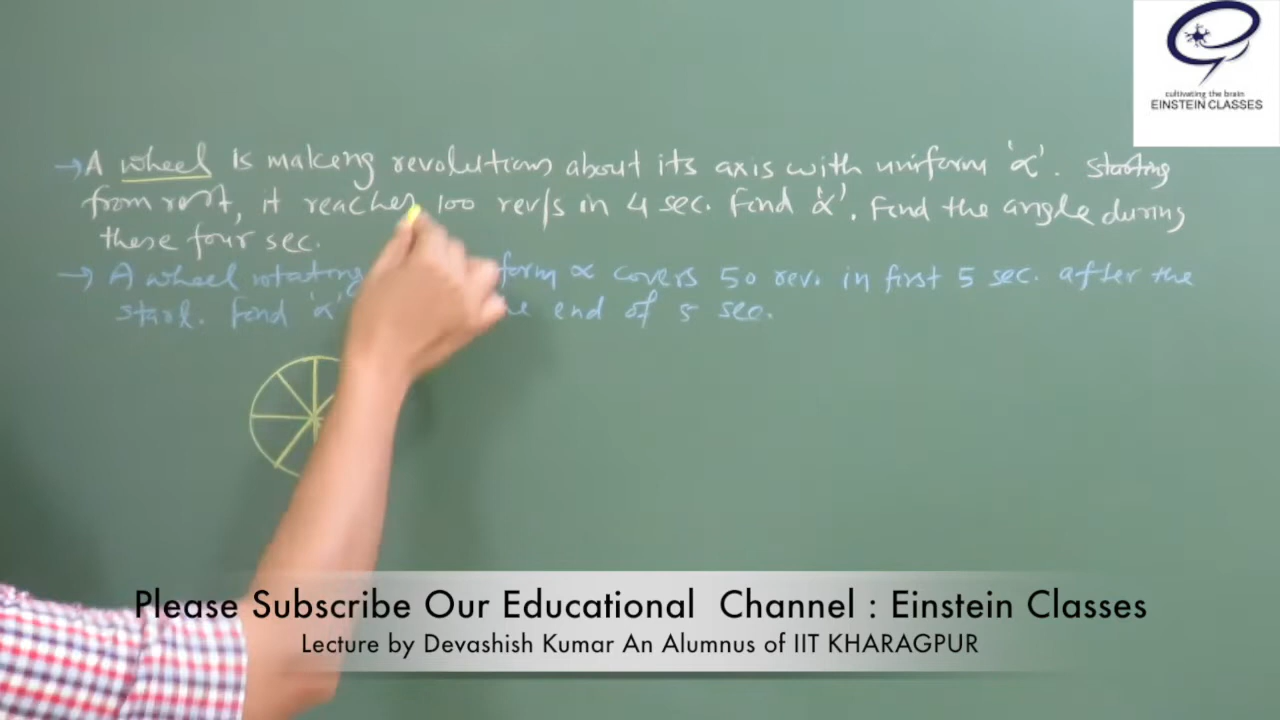 cultivating the brain
EINSTEIN CLASSES
→ A wheel is making revolutions about its axis with uniform 'α'. Starting
from rest, it reaches 100 rev/s in 4 sec. Find 'α'. Find the angle during
these four sec.
→ A wheel rotating form α covers 50 rev. in first 5 sec. after the
start. Find 'α' end of 5 sec.
Please Subscribe Our Educational Channel : Einstein Classes
Lecture by Devashish Kumar An Alumnus of IIT KHARAGPUR